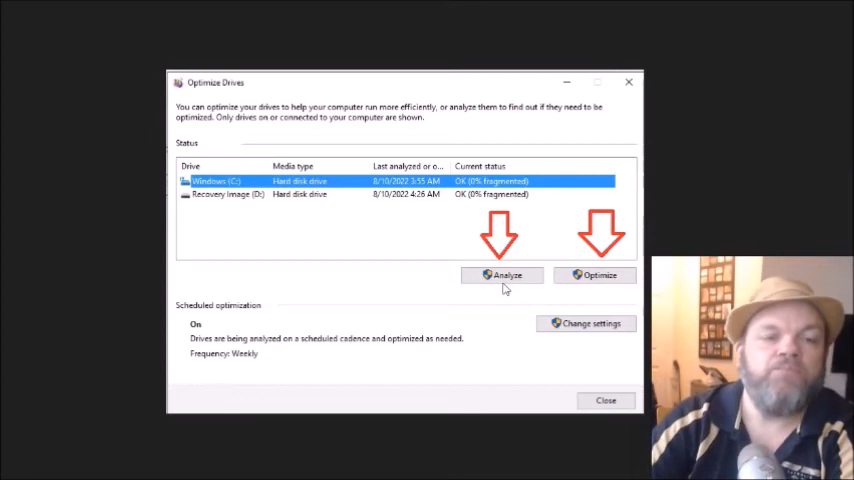 Optimize Drives
You can optimize your drives to help your computer run more efficiently, or analyze them to find out if they need to be
optimized. Only drives on or connected to your computer are shown.
Status
Drive Media type Last analyzed or o... Current status
Windows (C:) Hard disk drive 8/10/2022 3:55 AM OK (0% fragmented)
Recovery Image (D:) Hard disk drive 8/10/2022 4:26 AM OK (0% fragmented)
Analyze Optimize
Scheduled optimization
On Change settings
Drives are being analyzed on a scheduled cadence and optimized as needed.
Frequency: Weekly
Close